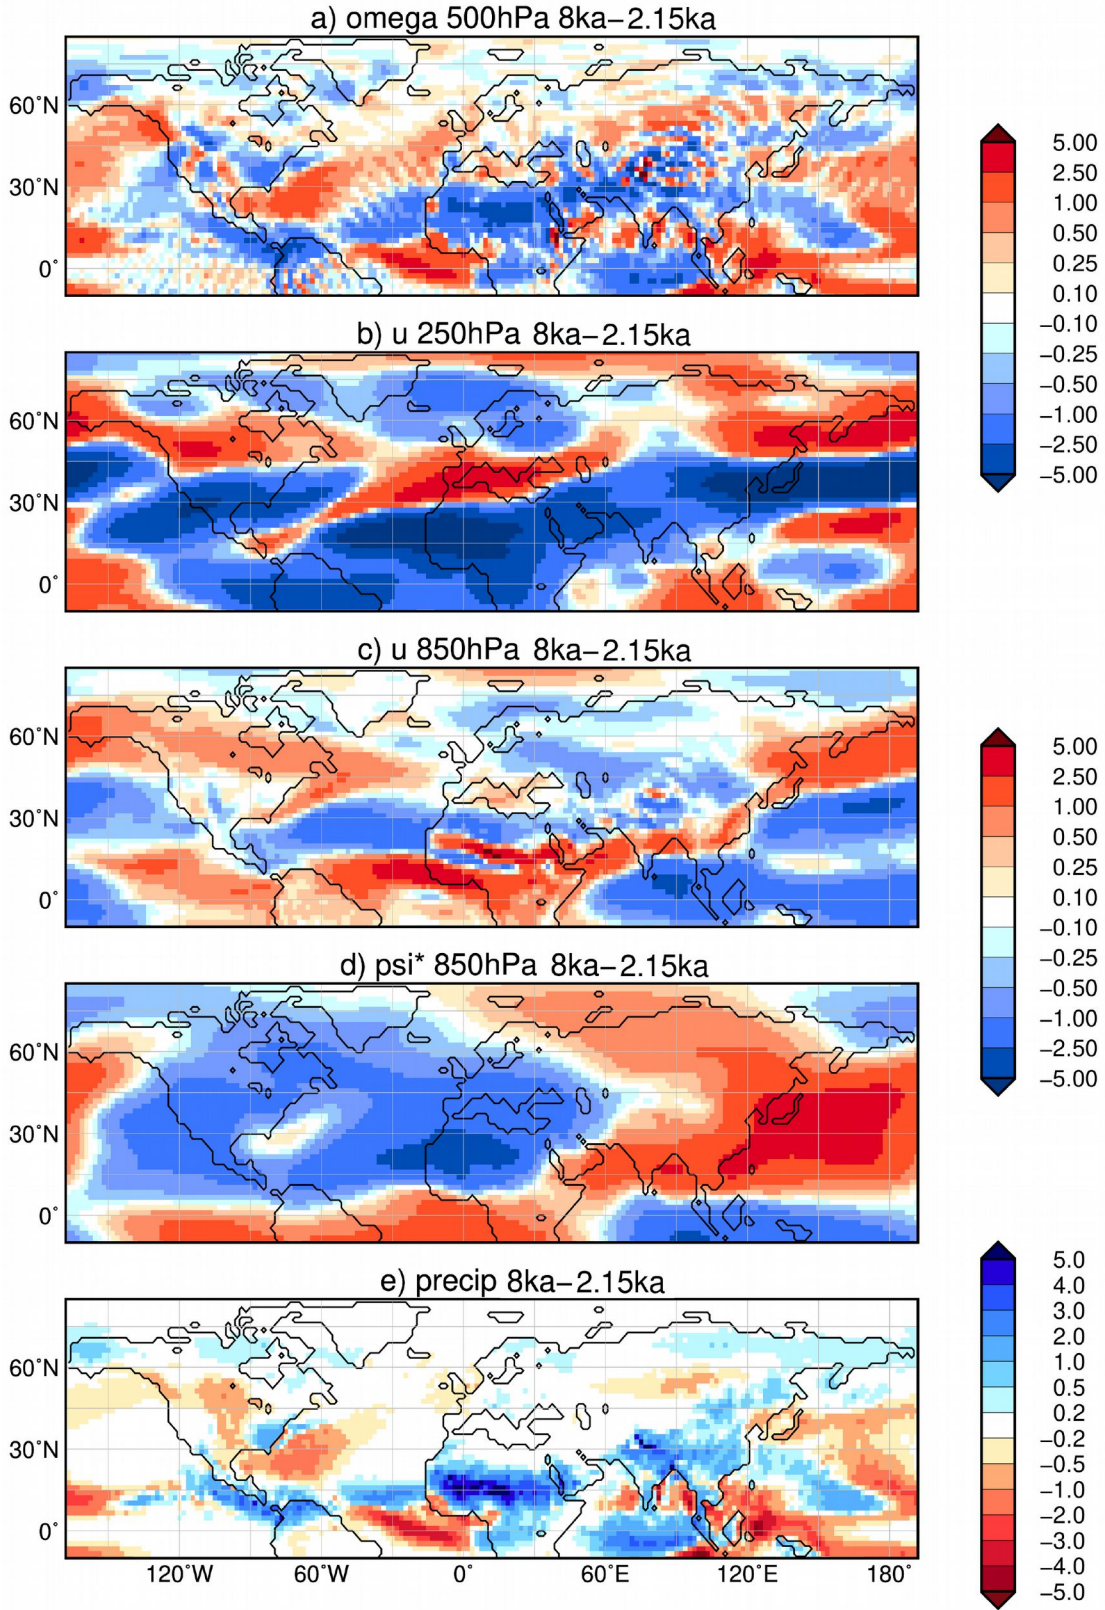 a) omega 500hPa 8ka−2.15ka
60°N
30°N
0°
5.00
2.50
1.00
0.50
0.25
0.10
−0.10
−0.25
−0.50
−1.00
−2.50
−5.00
b) u 250hPa 8ka−2.15ka
60°N
30°N
0°
c) u 850hPa 8ka−2.15ka
60°N
30°N
0°
5.00
2.50
1.00
0.50
0.25
0.10
−0.10
−0.25
−0.50
−1.00
−2.50
−5.00
d) psi* 850hPa 8ka−2.15ka
60°N
30°N
0°
e) precip 8ka−2.15ka
60°N
30°N
0°
120°W 60°W 0° 60°E 120°E 180°
5.0
4.0
3.0
2.0
1.0
0.5
0.2
−0.2
−0.5
−1.0
−2.0
−3.0
−4.0
−5.0